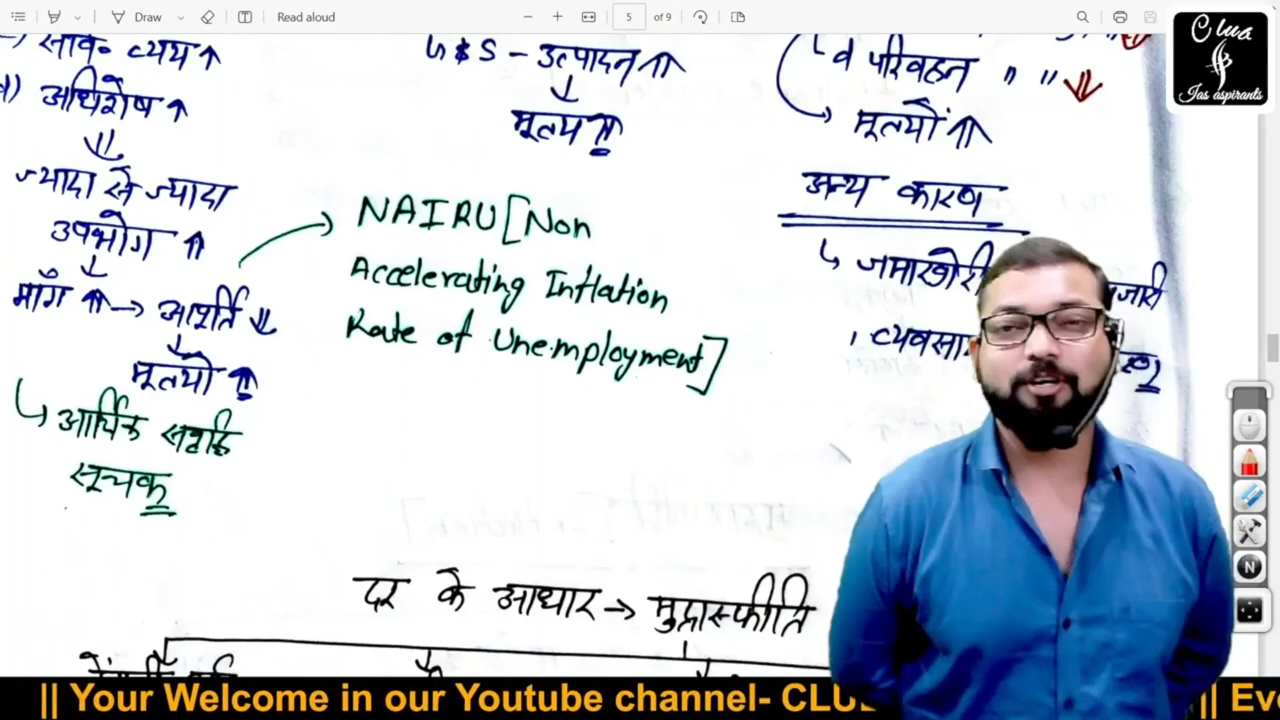 Draw
Read aloud
5
of 9
Clua
Ias aspirants
सार्व० व्यय↑
अधिशेष↑
ज्यादा से ज्यादा
उपभोग ⇑
माँग ⇑ → आपूर्ति ⇓
मूल्यों ⇑
आर्थिक
सूचक
S - उत्पादन ↑↑
मूल्य ⇑
व परिवहन " " ⇓
मूल्यों ⇑
अन्य कारण
जमाखोरी
→ NAIRU [Non
Accelerating Inflation
Rate of Unemployment]
दर के आधार → मुद्रास्फीति
N
|| Your Welcome in our Youtube channel- CLU
|| Ev